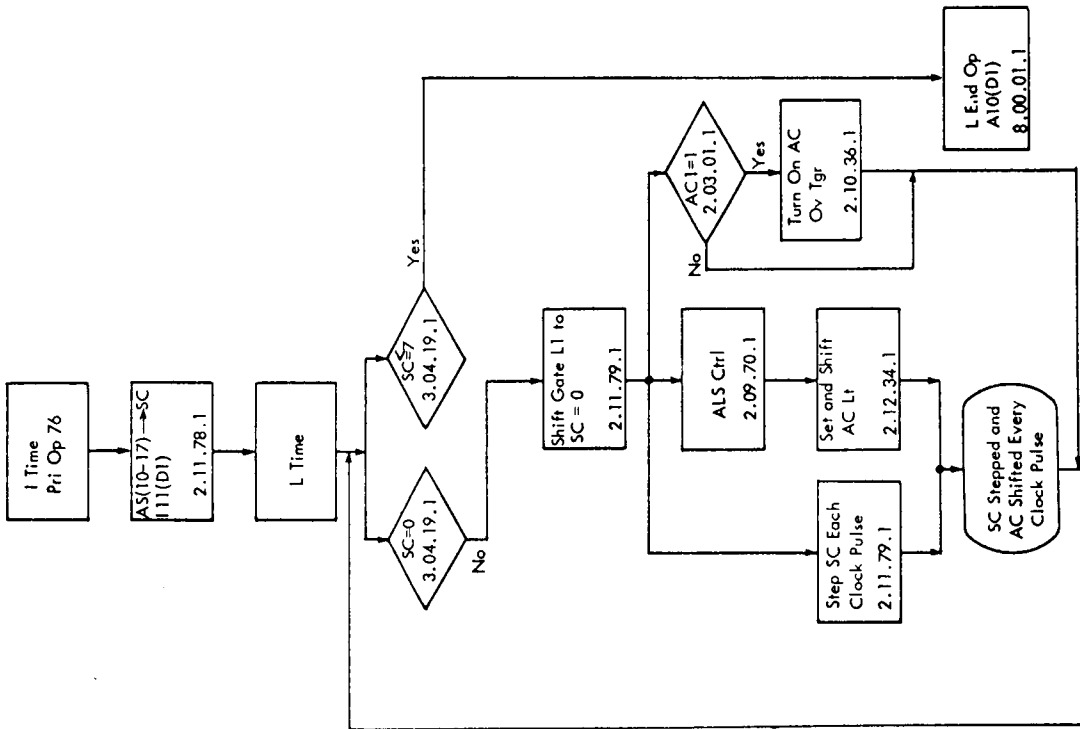 I Time
Pri Op 76
AS(10-17)→SC
I11(D1)
2.11.78.1
L Time
SC=0
3.04.19.1
No
SC≤7
3.04.19.1
Yes
Shift Gate L1 to
SC = 0
2.11.79.1
Step SC Each
Clock Pulse
2.11.79.1
ALS Ctrl
2.09.70.1
Set and Shift
AC Lt
2.12.34.1
AC1=1
2.03.01.1
No
Yes
Turn On AC
Ov Tgr
2.10.36.1
SC Stepped and
AC Shifted Every
Clock Pulse
L End Op
A10(D1)
8.00.01.1